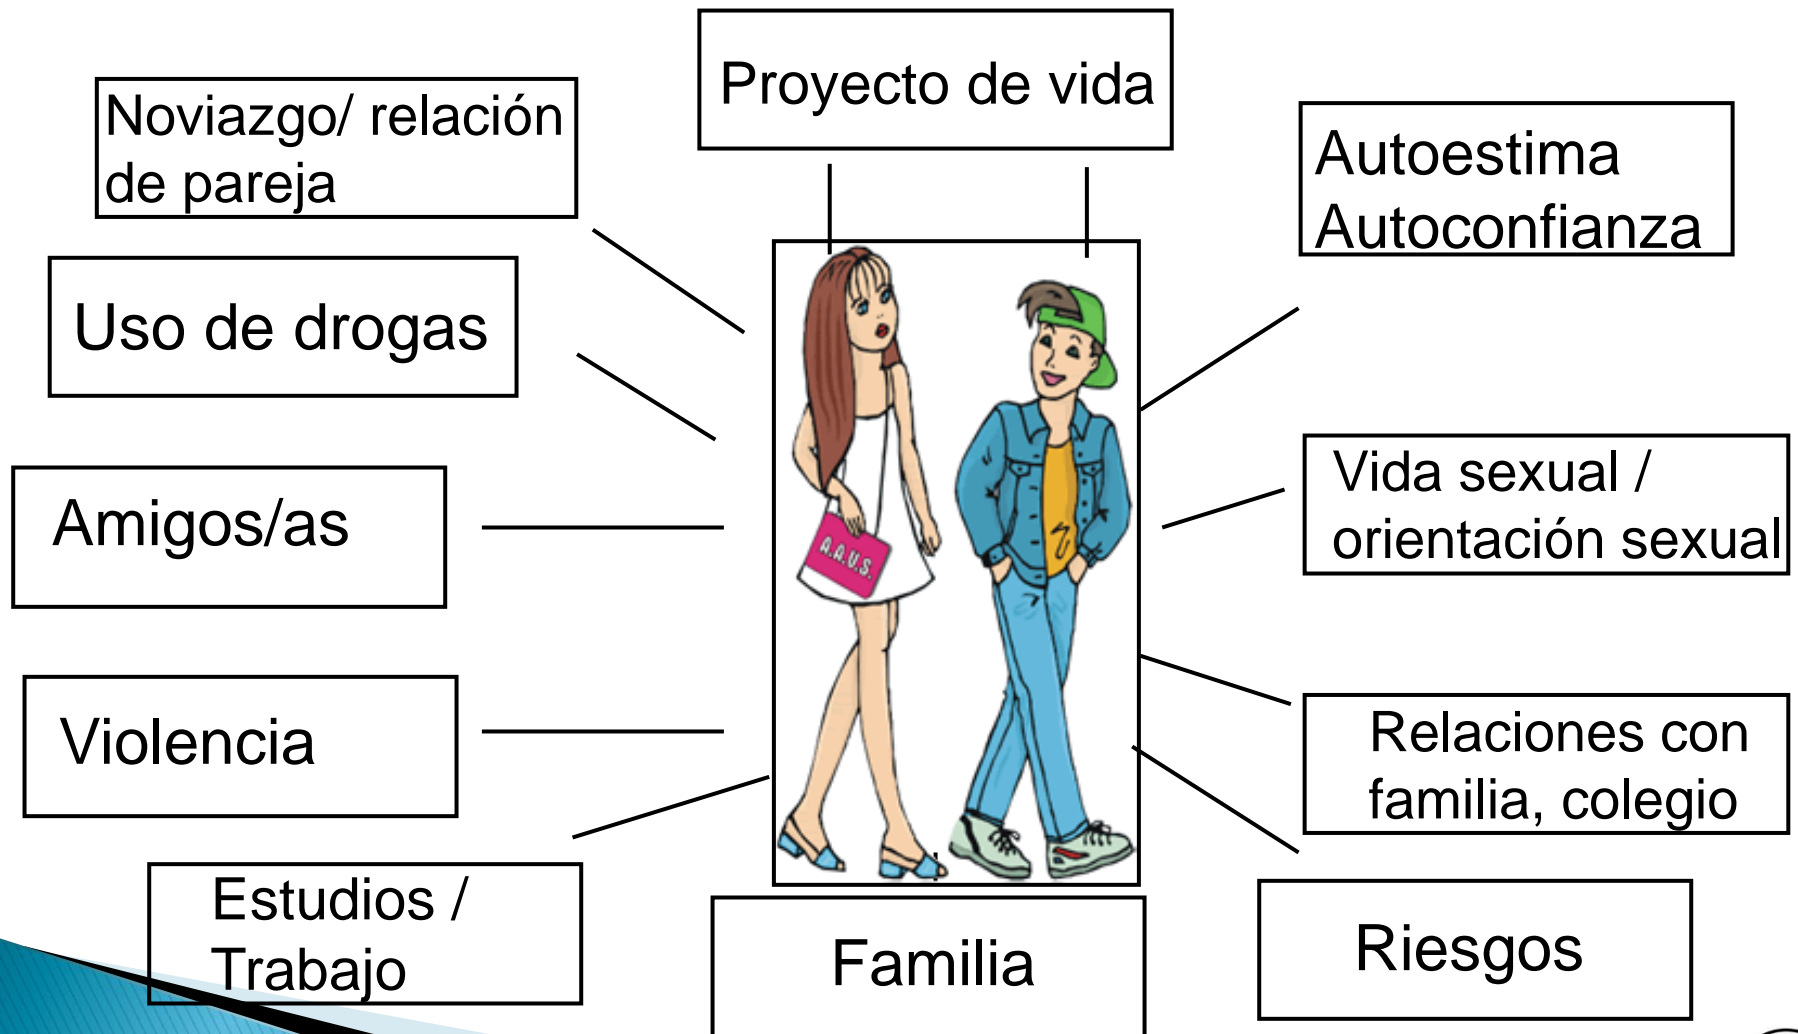 Proyecto de vida
Noviazgo/ relación
de pareja
Autoestima
Autoconfianza
Uso de drogas
Vida sexual /
orientación sexual
Amigos/as
A.A.U.S.
Violencia
Relaciones con
familia, colegio
Estudios /
Trabajo
Familia
Riesgos